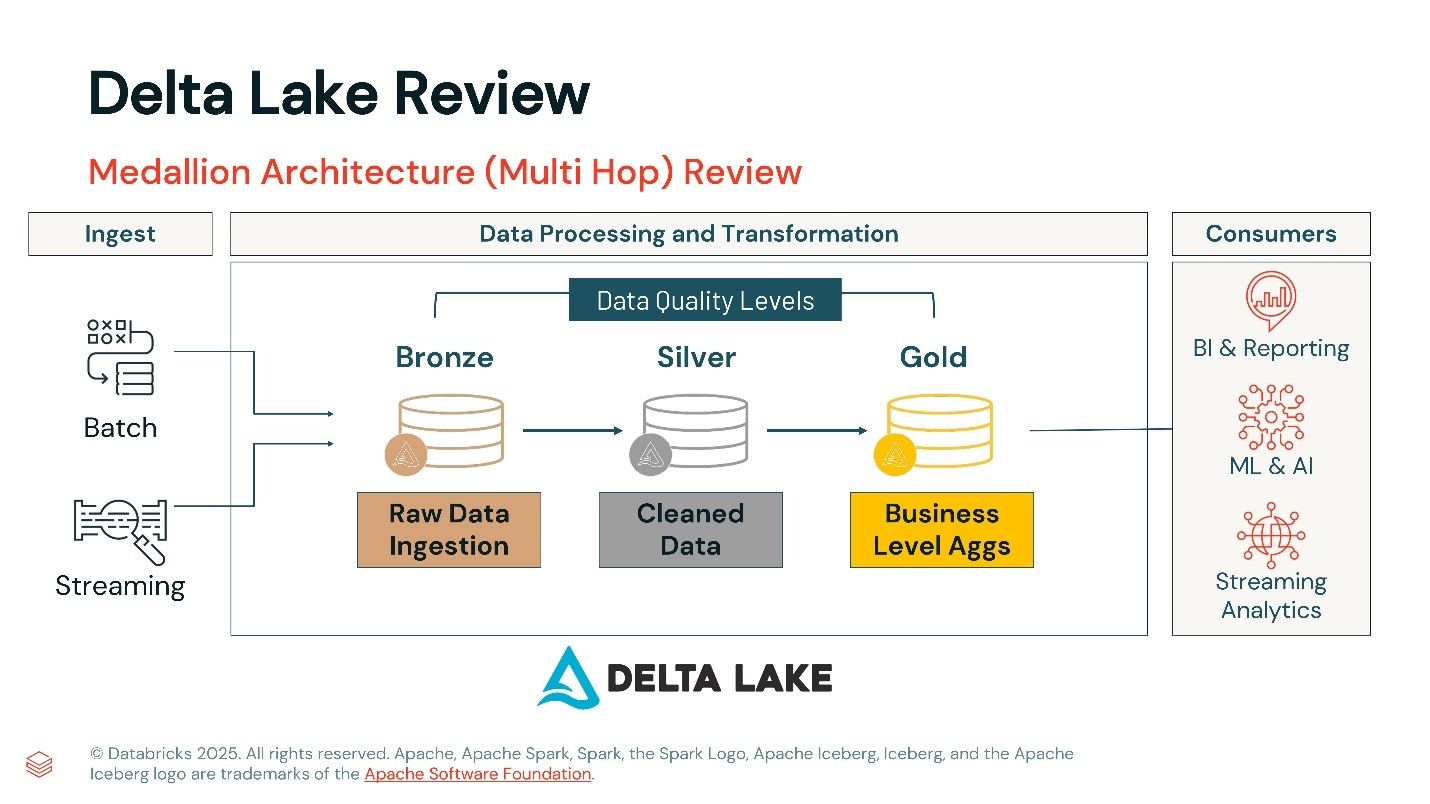 Delta Lake Review
Medallion Architecture (Multi Hop) Review
Ingest
Data Processing and Transformation
Consumers
Data Quality Levels
Bronze
Silver
Gold
Batch
Streaming
Raw Data
Ingestion
Cleaned
Data
Business
Level Aggs
BI & Reporting
ML & AI
Streaming
Analytics
DELTA LAKE
© Databricks 2025. All rights reserved. Apache, Apache Spark, Spark, the Spark Logo, Apache Iceberg, Iceberg, and the Apache
Iceberg logo are trademarks of the Apache Software Foundation.